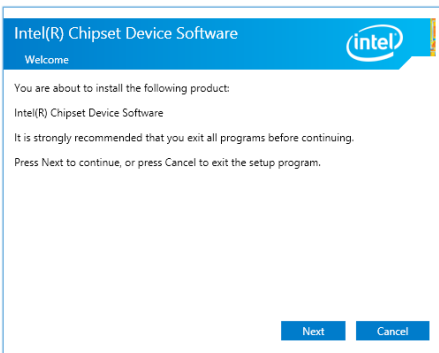 Intel(R) Chipset Device Software
intel
Welcome
You are about to install the following product:
Intel(R) Chipset Device Software
It is strongly recommended that you exit all programs before continuing.
Press Next to continue, or press Cancel to exit the setup program.
Next
Cancel